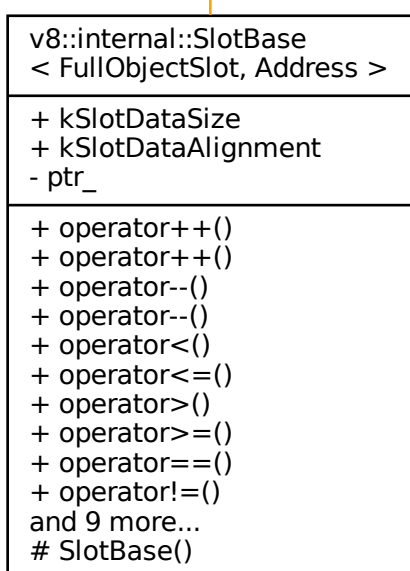 v8::internal::SlotBase
< FullObjectSlot, Address >
+ kSlotDataSize
+ kSlotDataAlignment
- ptr_
+ operator++()
+ operator++()
+ operator--()
+ operator--()
+ operator<()
+ operator<=()
+ operator>()
+ operator>=()
+ operator==()
+ operator!=()
and 9 more...
# SlotBase()